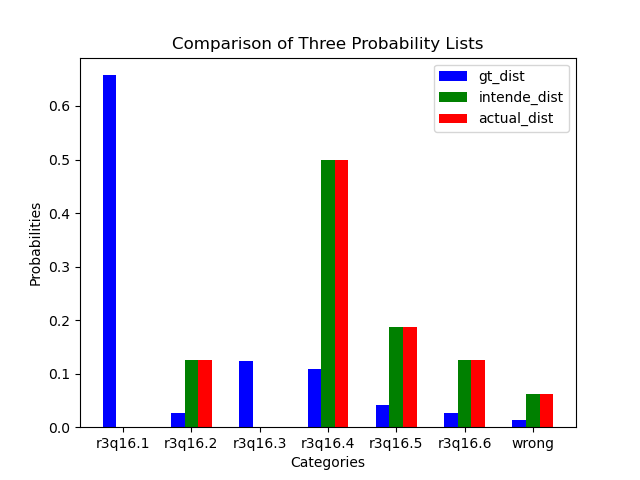 Comparison of Three Probability Lists
gt_dist
intende_dist
actual_dist
Probabilities
0.6
0.5
0.4
0.3
0.2
0.1
0.0
r3q16.1 r3q16.2 r3q16.3 r3q16.4 r3q16.5 r3q16.6 wrong
Categories